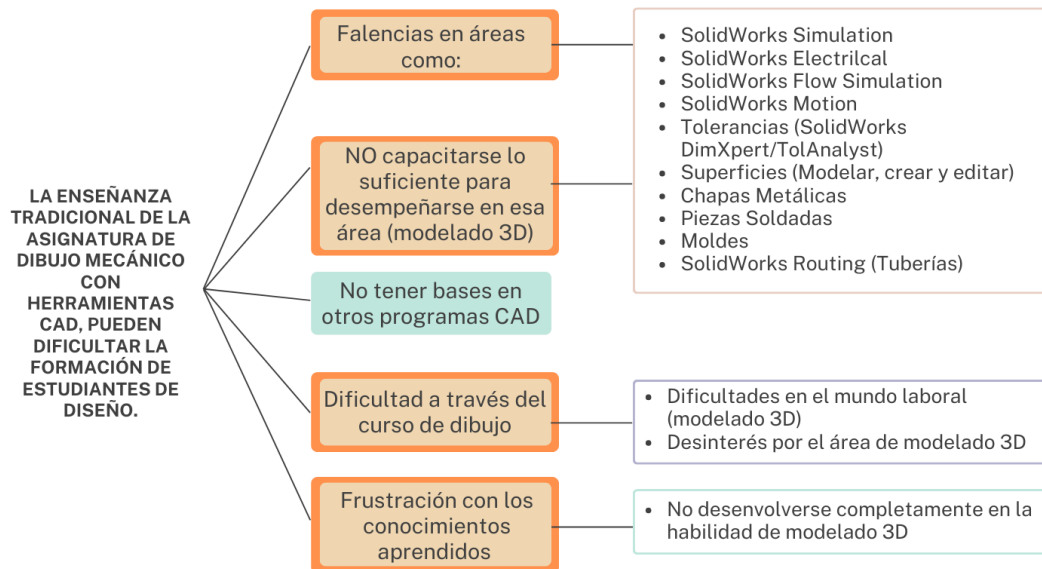 LA ENSEÑANZA
TRADICIONAL DE LA
ASIGNATURA DE
DIBUJO MECÁNICO
CON
HERRAMIENTAS
CAD, PUEDEN
DIFICULTAR LA
FORMACIÓN DE
ESTUDIANTES DE
DISEÑO.
Falencias en áreas
como:
• SolidWorks Simulation
• SolidWorks Electrilcal
• SolidWorks Flow Simulation
• SolidWorks Motion
• Tolerancias (SolidWorks
DimXpert/TolAnalyst)
• Superficies (Modelar, crear y editar)
• Chapas Metálicas
• Piezas Soldadas
• Moldes
• SolidWorks Routing (Tuberías)
NO capacitarse lo
suficiente para
desempeñarse en esa
área (modelado 3D)
No tener bases en
otros programas CAD
Dificultad a través del
curso de dibujo
• Dificultades en el mundo laboral
(modelado 3D)
• Desinterés por el área de modelado 3D
Frustración con los
conocimientos
aprendidos
• No desenvolverse completamente en la
habilidad de modelado 3D